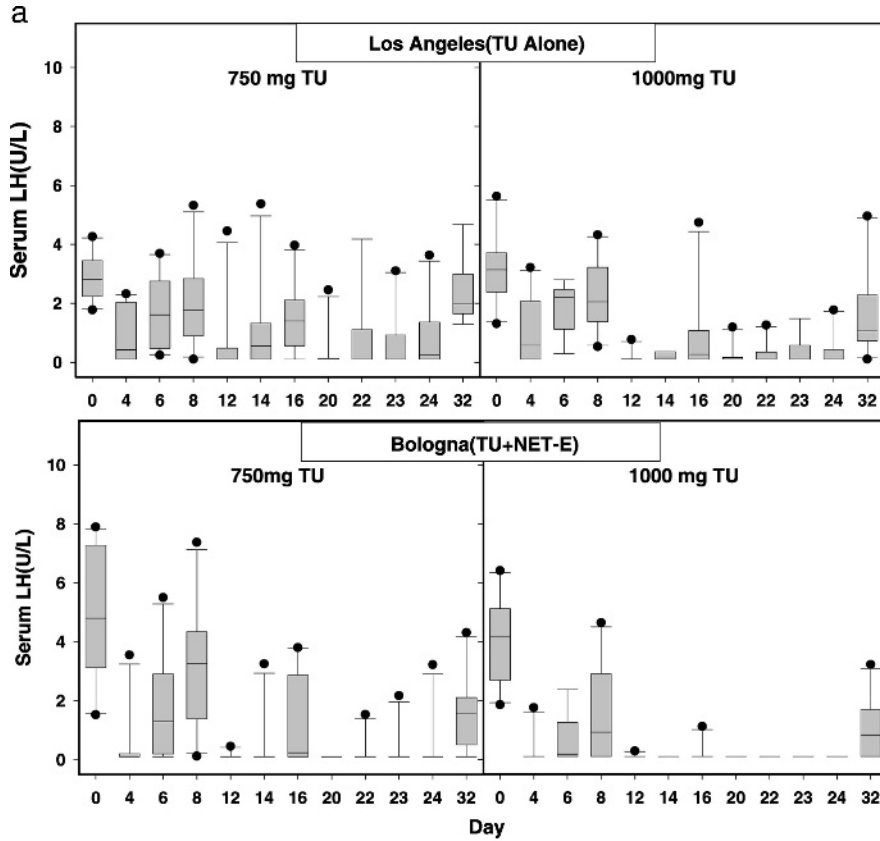 a
Los Angeles(TU Alone)
750 mg TU
1000mg TU
Serum LH(U/L)
10
8
6
4
2
0
0 4 6 8 12 14 16 20 22 23 24 32
0 4 6 8 12 14 16 20 22 23 24 32
Bologna(TU+NET-E)
750mg TU
1000 mg TU
Serum LH(U/L)
10
8
6
4
2
0
0 4 6 8 12 14 16 20 22 23 24 32
0 4 6 8 12 14 16 20 22 23 24 32
Day